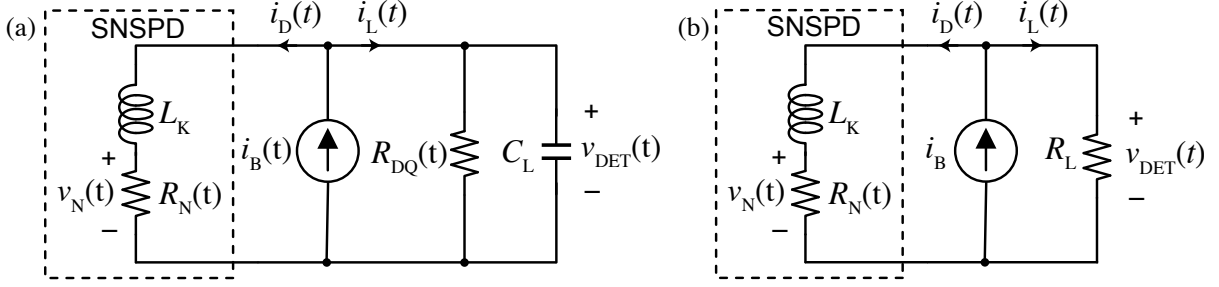 (a)
SNSPD
i_D(t) i_L(t)
L_K
+
v_N(t) R_N(t)
−
i_B(t)
R_DQ(t)
C_L
+
v_DET(t)
−
(b)
SNSPD
i_D(t) i_L(t)
L_K
+
v_N(t) R_N(t)
−
i_B
R_L
+
v_DET(t)
−